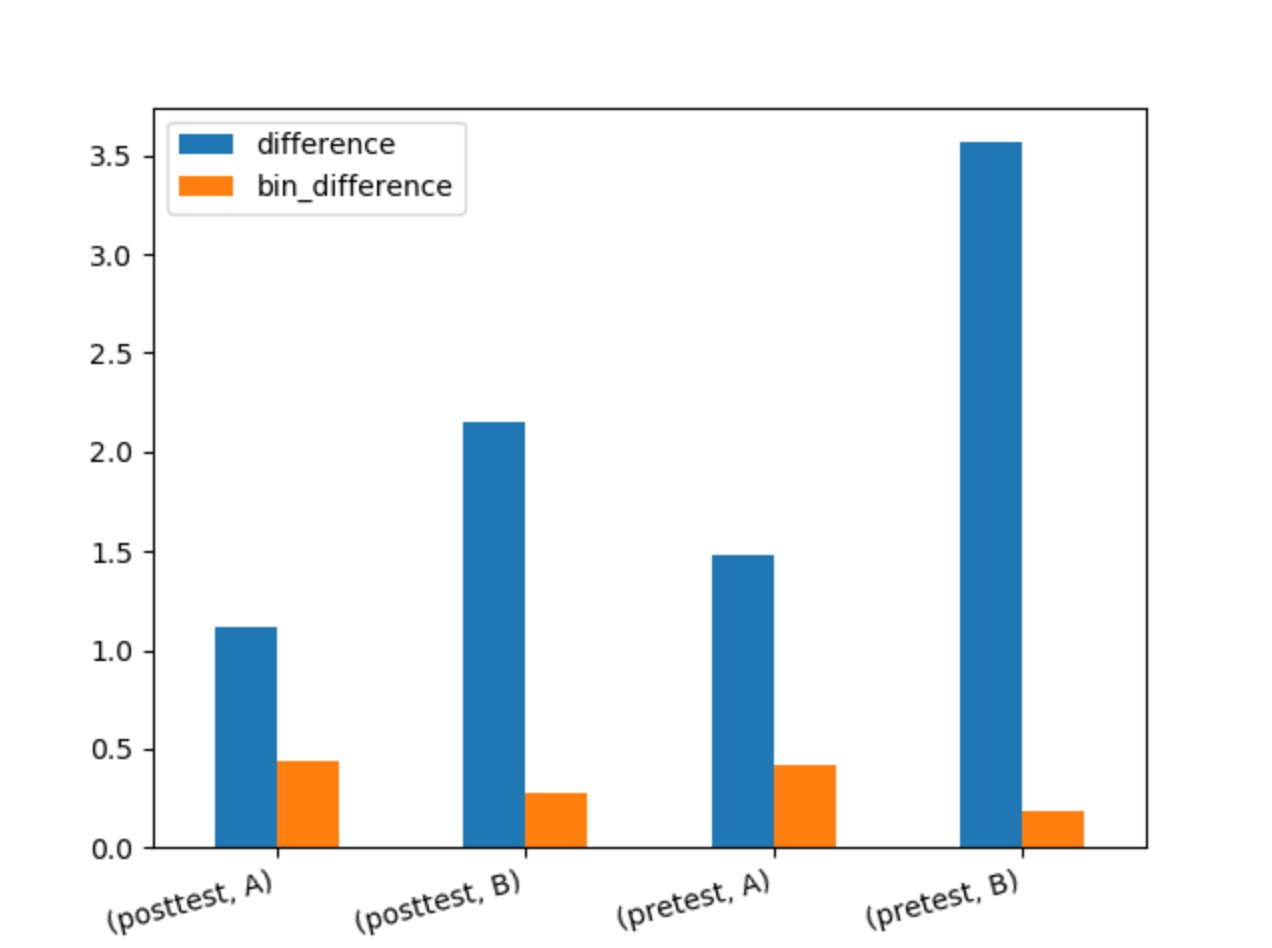 difference
bin_difference
3.5
3.0
2.5
2.0
1.5
1.0
0.5
0.0
(posttest, A)
(posttest, B)
(pretest, A)
(pretest, B)